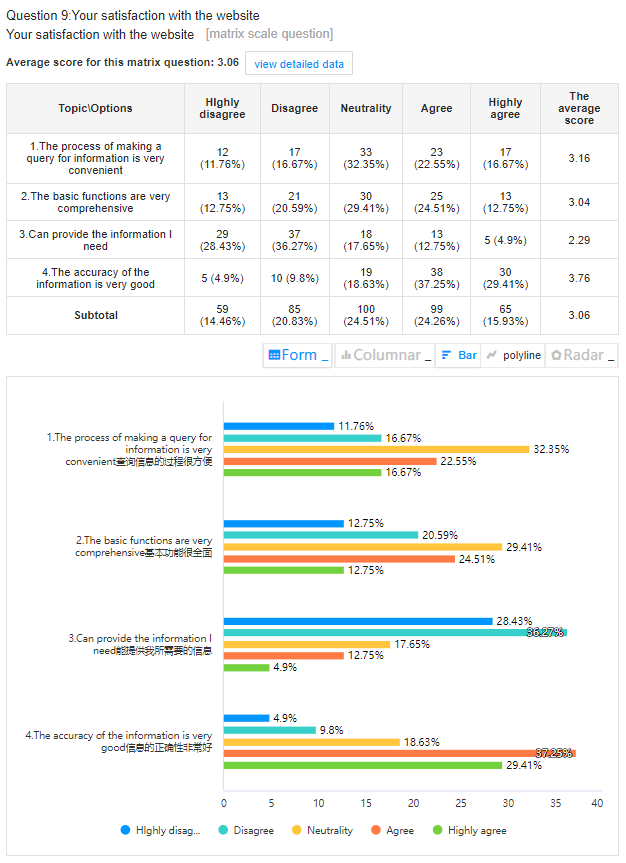 Question 9:Your satisfaction with the website
Your satisfaction with the website [matrix scale question]
Average score for this matrix question: 3.06 view detailed data
Topic\Options HIghly disagree Disagree Neutrality Agree Highly agree The average score
1.The process of making a query for information is very convenient 12 (11.76%) 17 (16.67%) 33 (32.35%) 23 (22.55%) 17 (16.67%) 3.16
2.The basic functions are very comprehensive 13 (12.75%) 21 (20.59%) 30 (29.41%) 25 (24.51%) 13 (12.75%) 3.04
3.Can provide the information I need 29 (28.43%) 37 (36.27%) 18 (17.65%) 13 (12.75%) 5 (4.9%) 2.29
4.The accuracy of the information is very good 5 (4.9%) 10 (9.8%) 19 (18.63%) 38 (37.25%) 30 (29.41%) 3.76
Subtotal 59 (14.46%) 85 (20.83%) 100 (24.51%) 99 (24.26%) 65 (15.93%) 3.06
Form _ Columnar _ Bar polyline Radar _
1.The process of making a query for
information is very
convenient查询信息的过程很方便
11.76%
16.67%
32.35%
22.55%
16.67%
2.The basic functions are very
comprehensive基本功能很全面
12.75%
20.59%
29.41%
24.51%
12.75%
3.Can provide the information I
need能提供我所需要的信息
28.43%
36.27%
17.65%
12.75%
4.9%
4.The accuracy of the information is very
good信息的正确性非常好
4.9%
9.8%
18.63%
37.25%
29.41%
0 5 10 15 20 25 30 35 40
HIghly disag... Disagree Neutrality Agree Highly agree